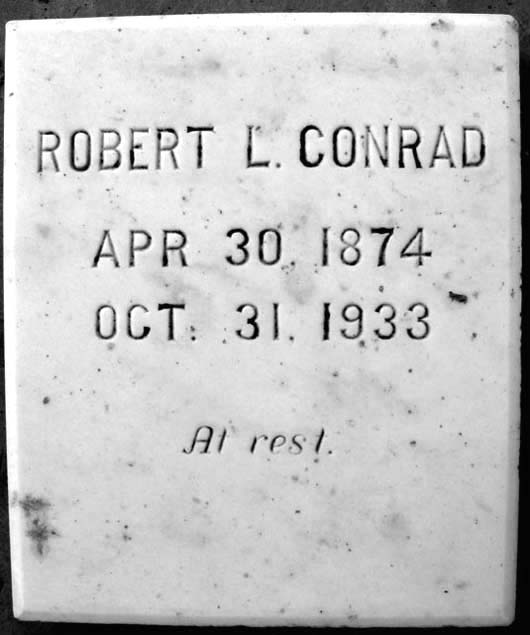 ROBERT L. CONRAD
APR 30. 1874
OCT. 31. 1933
At rest.